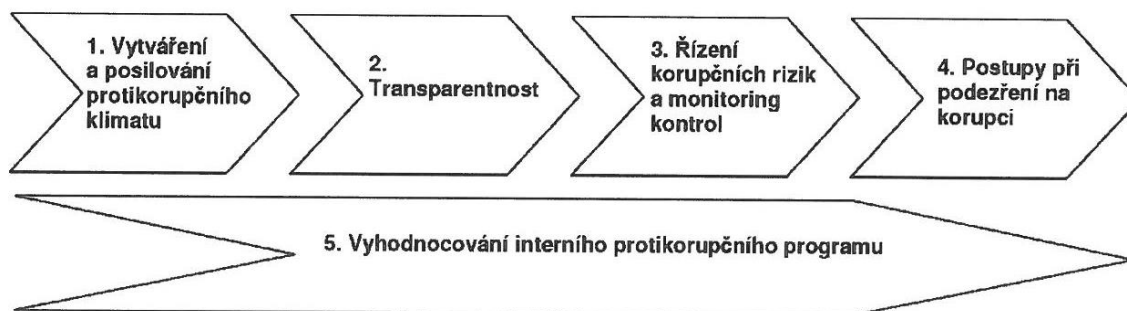 1. Vytváření
a posilování
protikorupčního
klimatu
2.
Transparentnost
3. Řízení
korupčních rizik
a monitoring
kontrol
4. Postupy při
podezření na
korupci
5. Vyhodnocování interního protikorupčního programu